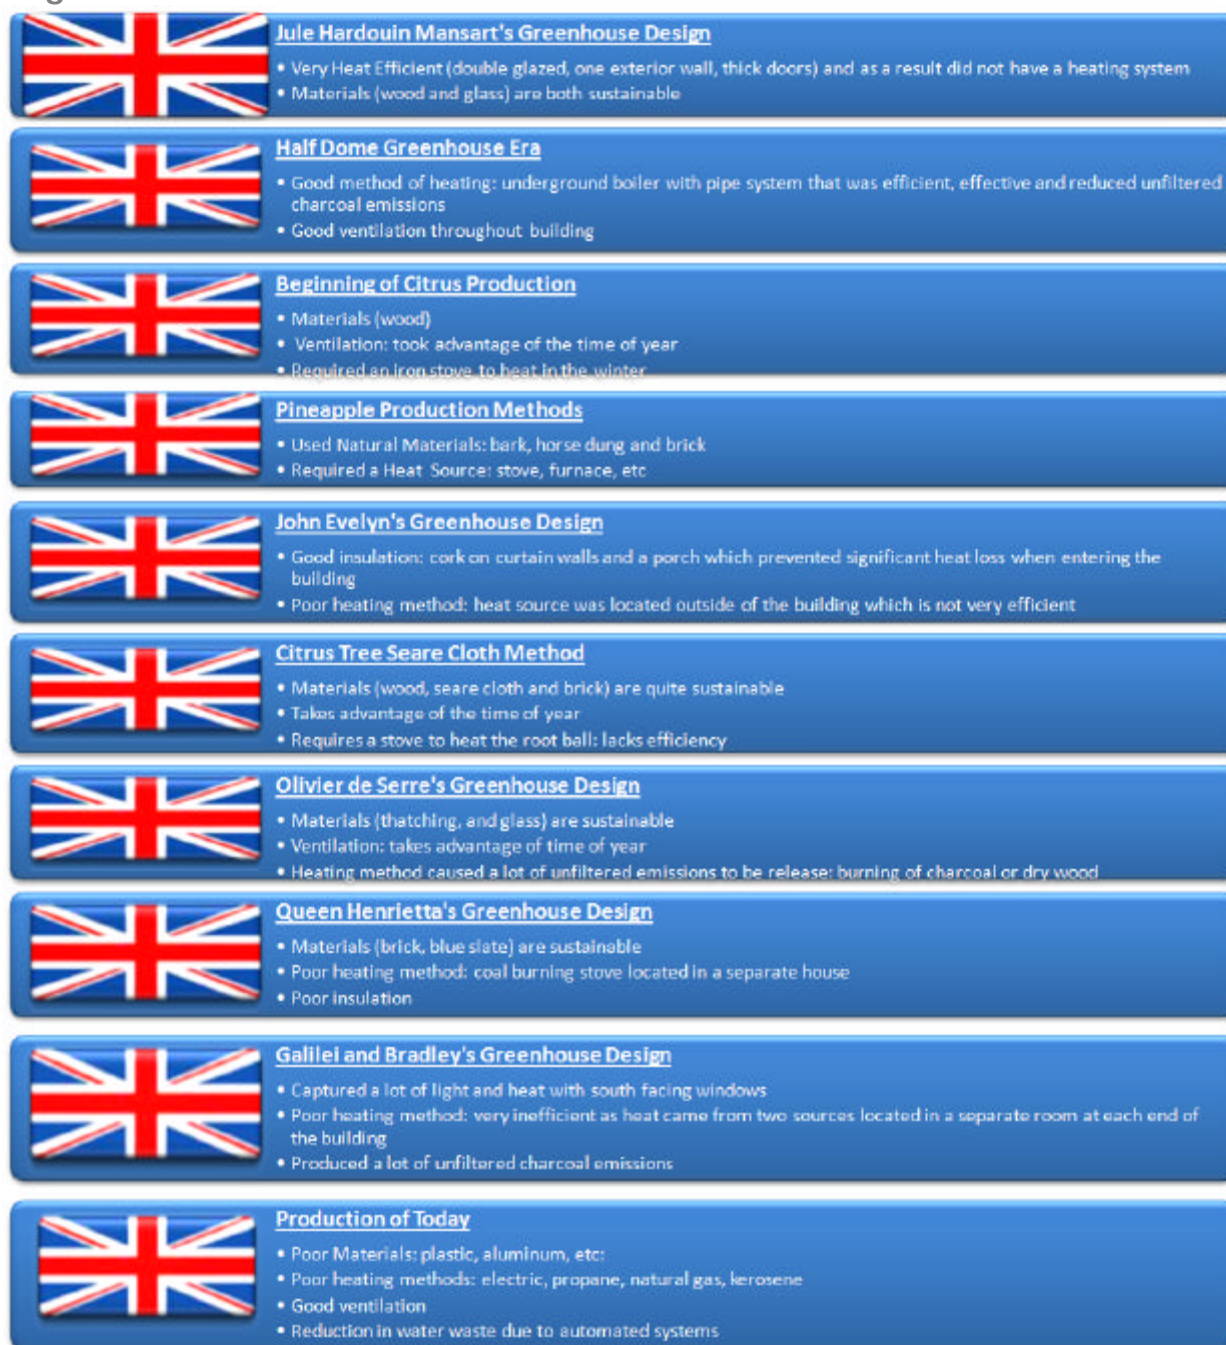 Jule Hardouin Mansart's Greenhouse Design
• Very Heat Efficient (double glazed, one exterior wall, thick doors) and as a result did not have a heating system
• Materials (wood and glass) are both sustainable
Half Dome Greenhouse Era
• Good method of heating: underground boiler with pipe system that was efficient, effective and reduced unfiltered
charcoal emissions
• Good ventilation throughout building
Beginning of Citrus Production
• Materials (wood)
• Ventilation: took advantage of the time of year
• Required an iron stove to heat in the winter
Pineapple Production Methods
• Used Natural Materials: bark, horse dung and brick
• Required a Heat Source: stove, furnace, etc
John Evelyn's Greenhouse Design
• Good insulation: cork on curtain walls and a porch which prevented significant heat loss when entering the
building
• Poor heating method: heat source was located outside of the building which is not very efficient
Citrus Tree Seare Cloth Method
• Materials (wood, seare cloth and brick) are quite sustainable
• Takes advantage of the time of year
• Requires a stove to heat the root ball: lacks efficiency
Olivier de Serre's Greenhouse Design
• Materials (thatching, and glass) are sustainable
• Ventilation: takes advantage of time of year
• Heating method caused a lot of unfiltered emissions to be release: burning of charcoal or dry wood
Queen Henrietta's Greenhouse Design
• Materials (brick, blue slate) are sustainable
• Poor heating method: coal burning stove located in a separate house
• Poor insulation
Galilei and Bradley's Greenhouse Design
• Captured a lot of light and heat with south facing windows
• Poor heating method: very inefficient as heat came from two sources located in a separate room at each end of
the building
• Produced a lot of unfiltered charcoal emissions
Production of Today
• Poor Materials: plastic, aluminum, etc:
• Poor heating methods: electric, propane, natural gas, kerosene
• Good ventilation
• Reduction in water waste due to automated systems